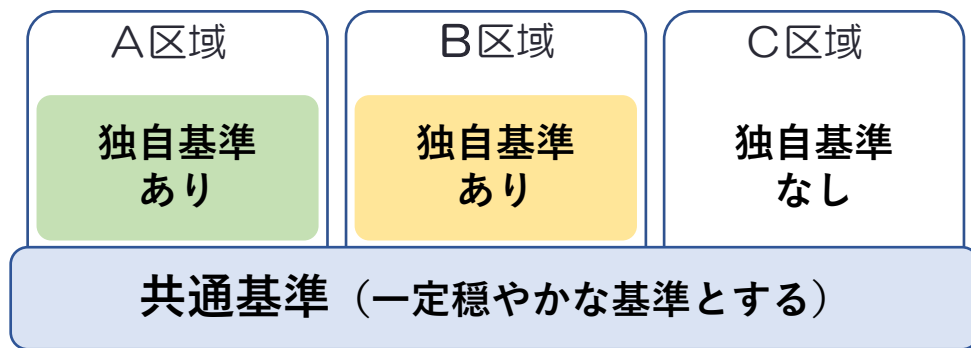 A区域
B区域
C区域
独自基準
あり
独自基準
あり
独自基準
なし
共通基準（一定穏やかな基準とする）